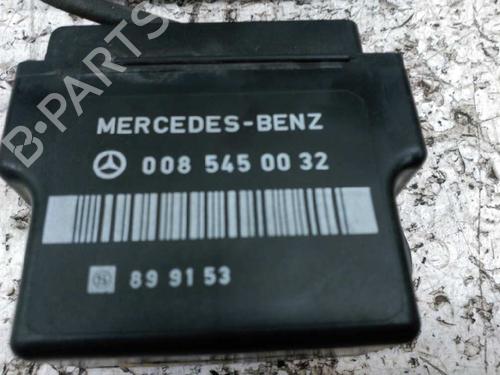 B-PARTS
MERCEDES-BENZ
008 545 00 32
89 91 53